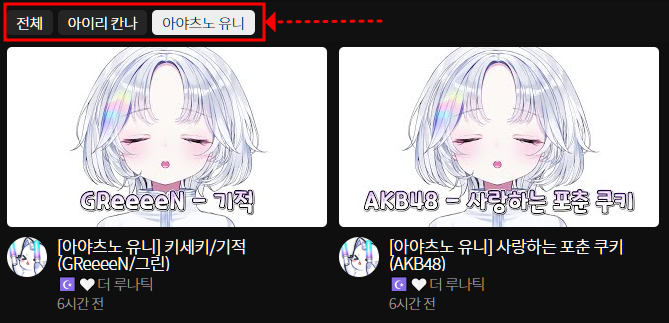 전체 아이리 칸나 아야츠노 유니
GReeeeN - 기적
AKB48 - 사랑하는 포춘 쿠키
[아야츠노 유니] 키세키/기적
(GReeeeN/그린)
더 루나틱
6시간 전
[아야츠노 유니] 사랑하는 포춘 쿠키
(AKB48)
더 루나틱
6시간 전